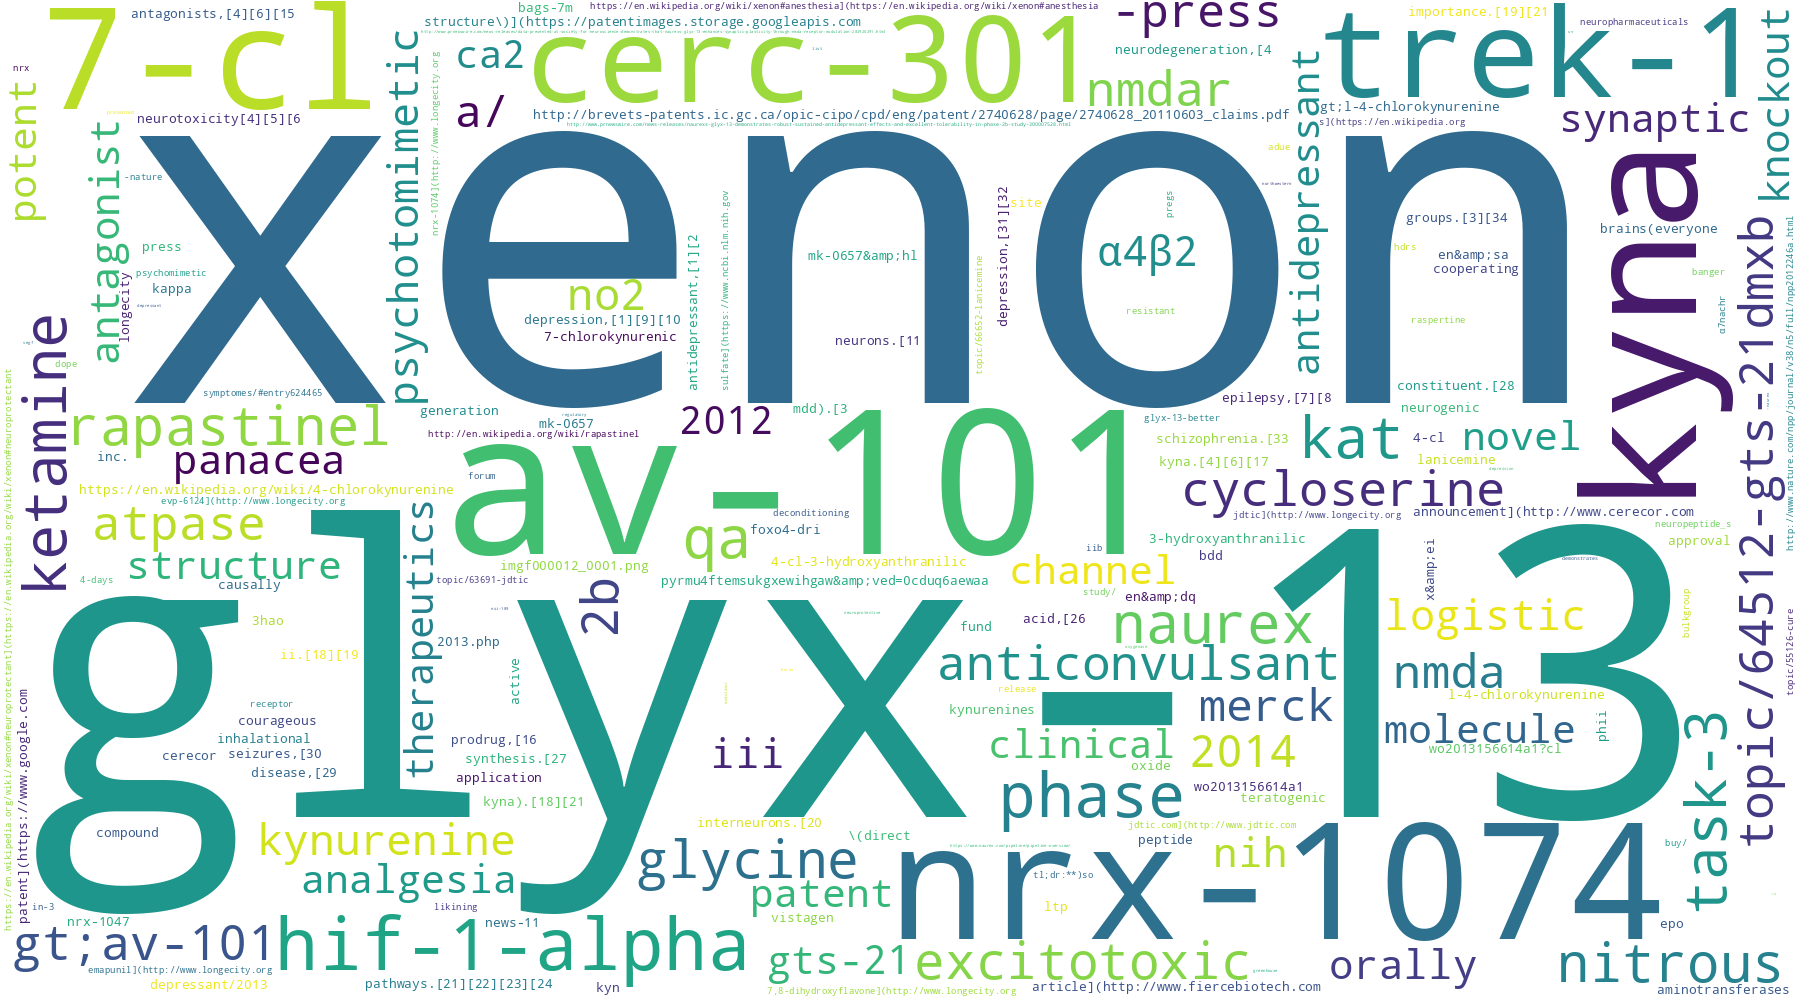 antagonists,[4][6][15
bags-7m
https://en.wikipedia.org/wiki/xenon#anesthesia](https://en.wikipedia.org/wiki/xenon#anesthesia
-press
importance.[19][21
structure\)](https://patentimages.storage.googleapis.com
neuropharmaceuticals
7-cl
cerc-301
trek-1
knockout
ca2
neurodegeneration,[4
nrx
nmdar
potent
psychotomimetic
antidepressant
a/
http://brevets-patents.ic.gc.ca/opic-cipo/cpd/eng/patent/2740628/page/2740628_20110603_claims.pdf
gt;l-4-chlorokynurenine
neurotoxicity[4][5][6
s](https://en.wikipedia.org
synaptic
nrx-1074](http://www.longecity.org
antagonist
xenon
kyna
adue
-nature
site
pregs
groups.[3][34
brains(everyone
press
α4β2
hdrs
en&amp;sa
psychomimetic
mk-0657&amp;hl
cooperating
banger
kappa
longecity
no2
antidepressant,[1][2
sulfate](https://www.ncbi.nlm.nih.gov
topic/66652-lanicemine
depression,[31][32
α7nachr
topic/64512-gts-21dmxb
http://www.nature.com/npp/journal/v38/n5/full/npp2012246a.html
resistant
raspertine
depression,[1][9][10
7-chlorokynurenic
neurons.[11
dope
ketamine
symptomes/#entry624465
constituent.[28
epilepsy,[7][8
neurogenic
generation
mk-0657
2012
mdd).[3
glyx-13-better
rapastinel
http://en.wikipedia.org/wiki/rapastinel
schizophrenia.[33
kat
4-cl
novel
inc.
panacea
av-101
kyna.[4][6][17
lanicemine
forum
https://en.wikipedia.org/wiki/4-chlorokynurenine
cycloserine
evp-6124](http://www.longecity.org
jdtic](http://www.longecity.org
announcement](http://www.cerecor.com
deconditioning
atpase
therapeutics
qa
foxo4-dri
neuropeptide_s
3-hydroxyanthranilic
bdd
approval
iib
structure
imgf000012_0001.png
4-cl-3-hydroxyanthranilic
channel
x&amp;ei
4-days
causally
topic/63691-jdtic
pyrmu4ftemsukgxewihgaw&amp;ved=0cduq6aewaa
study/
en&amp;dq
bulkgroup
topic/55126-cure
glyx-13
2b
3hao
fund
acid,[26
naurex
logistic
2013.php
ii.[18][19
active
anticonvulsant
nmda
release
l-4-chlorokynurenine
receptor
kynurenines
merck
courageous
phii
molecule
inhalational
prodrug,[16
iii
clinical
2014
wo2013156614a1?cl
cerecor
seizures,[30
synthesis.[27
oxide
task-3
disease,[29
application
phase
wo2013156614a1
teratogenic
kyna).[18][21
compound
interneurons.[20
\(direct
jdtic.com](http://www.jdtic.com
kynurenine
peptide
nih
buy/
glycine
nrx-1074
analgesia
tl;dr:**)so
patent
in-3
likining
ltp
patent](https://www.google.com
https://en.wikipedia.org/wiki/xenon#neuroprotectant](https://en.wikipedia.org/wiki/xenon#neuroprotectant
nrx-1047
news-11
vistagen
epo
gt;av-101
hif-1-alpha
gts-21
excitotoxic
orally
nitrous
emapunil](http://www.longecity.org
depressant/2013
pathways.[21][22][23][24
kyn
7,8-dihydroxyflavone](http://www.longecity.org
article](http://www.fiercebiotech.com
aminotransferases